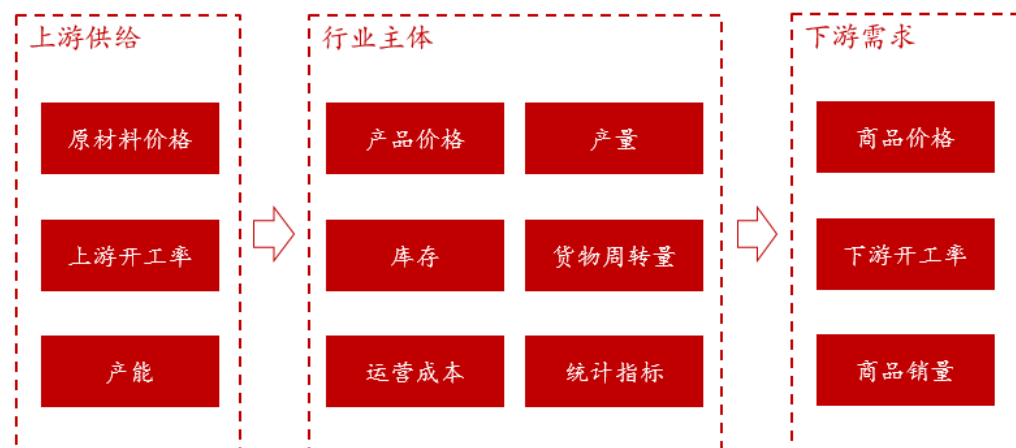 上游供给
原材料价格
上游开工率
产能
行业主体
产品价格
产量
库存
货物周转量
运营成本
统计指标
下游需求
商品价格
下游开工率
商品销量